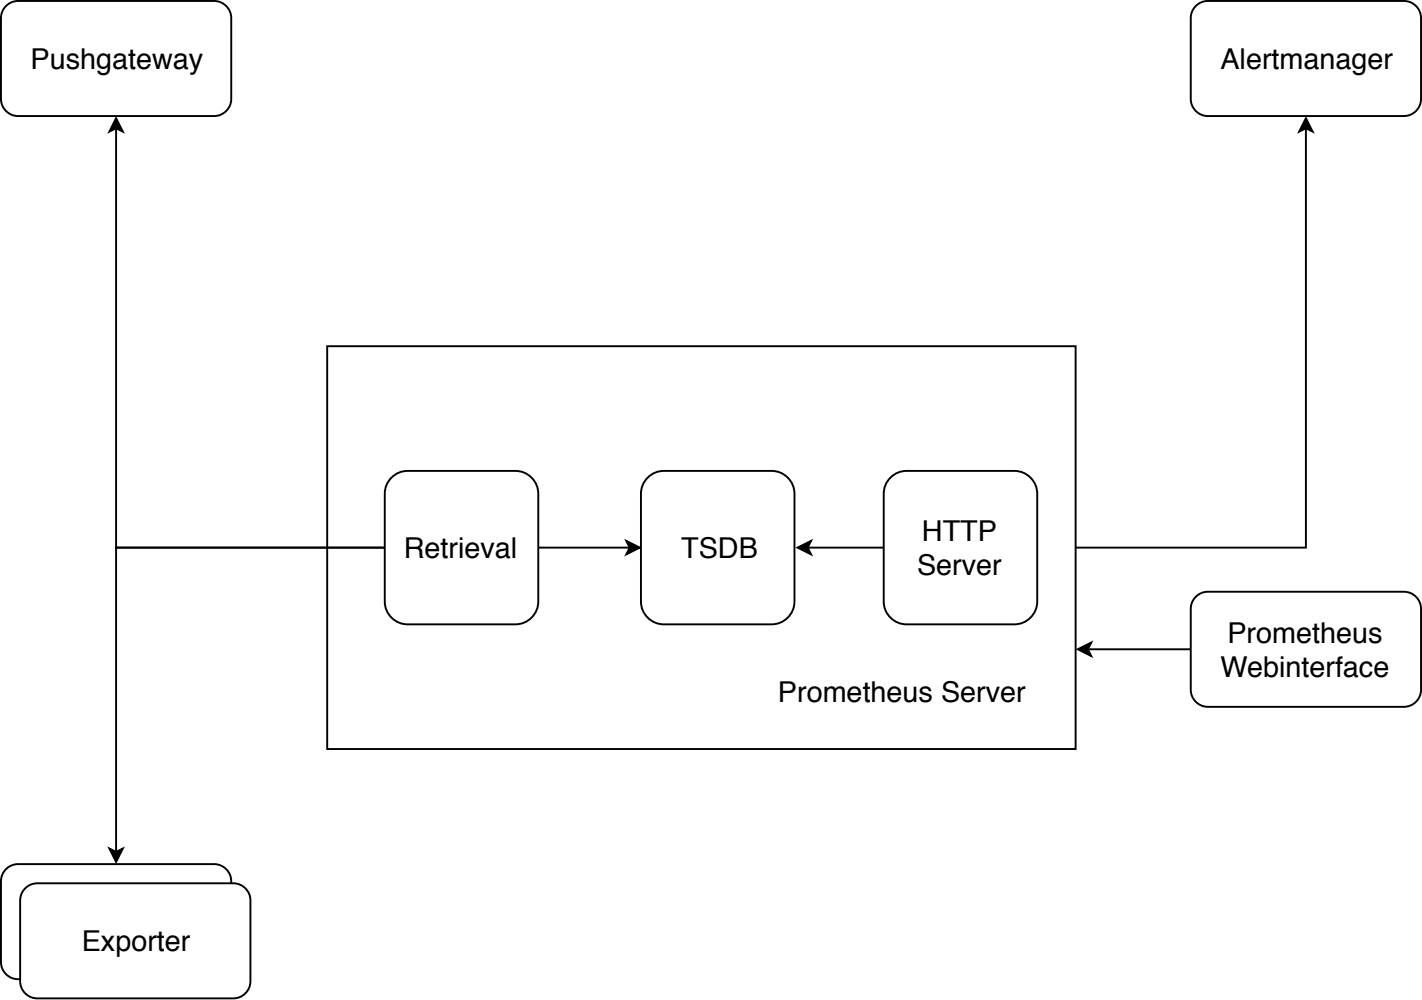 Pushgateway
Alertmanager
Retrieval
TSDB
HTTP
Server
Prometheus
Webinterface
Prometheus Server
Exporter